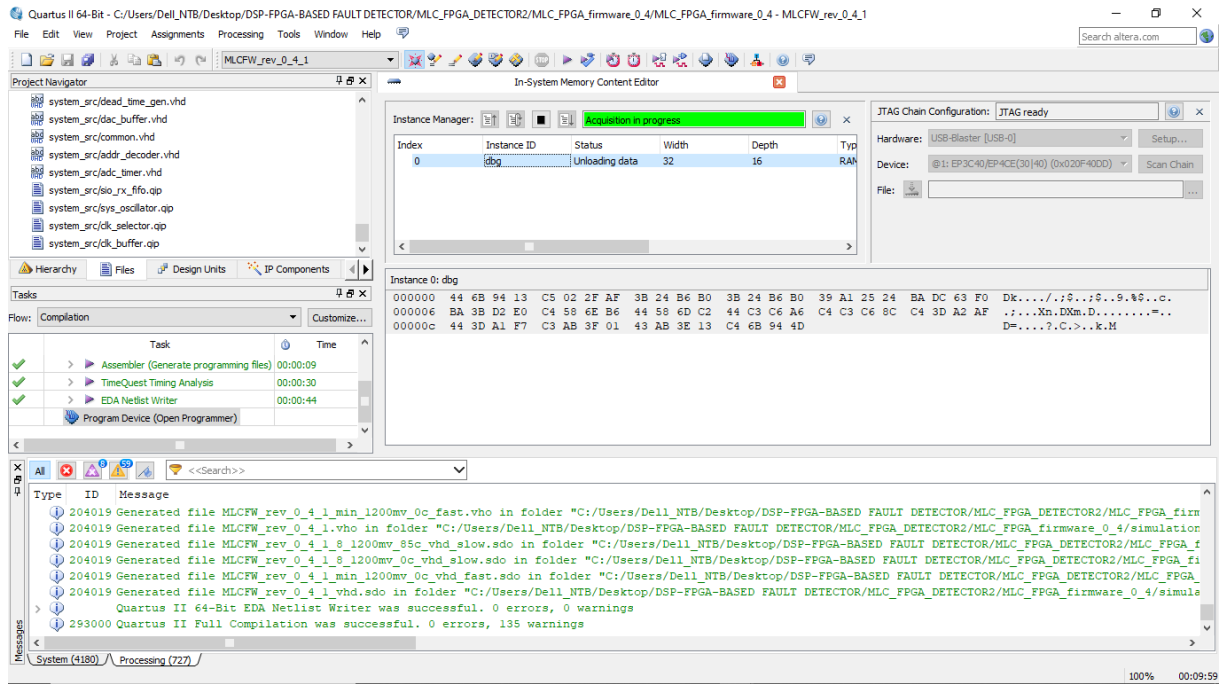 Quartus II 64-Bit - C:/Users/Dell_NTB/Desktop/DSP-FPGA-BASED FAULT DETECTOR/MLC_FPGA_DETECTOR2/MLC_FPGA_firmware_0_4/MLC_FPGA_firmware_0_4 - MLCFW_rev_0_4_1
File Edit View Project Assignments Processing Tools Window Help
Search altera.com
MLCFW_rev_0_4_1
Project Navigator
system_src/dead_time_gen.vhd
system_src/dac_buffer.vhd
system_src/common.vhd
system_src/addr_decoder.vhd
system_src/adc_timer.vhd
system_src/sio_rx_fifo.qip
system_src/sys_oscillator.qip
system_src/clk_selector.qip
system_src/clk_buffer.qip
Hierarchy Files Design Units IP Components
Tasks
Flow: Compilation Customize...
Task Time
Assembler (Generate programming files) 00:00:09
TimeQuest Timing Analysis 00:00:30
EDA Netlist Writer 00:00:44
Program Device (Open Programmer)
In-System Memory Content Editor
Instance Manager: Acquisition in progress
Index Instance ID Status Width Depth Typ
0 dbg Unloading data 32 16 RAM
JTAG Chain Configuration: JTAG ready
Hardware: USB-Blaster [USB-0] Setup...
Device: @1: EP3C40/EP4CE(30|40) (0x020F40DD) Scan Chain
File: ...
Instance 0: dbg
000000 44 6B 94 13 C5 02 2F AF 3B 24 B6 B0 3B 24 B6 B0 39 A1 25 24 BA DC 63 F0 Dk..../.;$..;$..9.%$..c.
000006 BA 3B D2 E0 C4 58 6E B6 44 58 6D C2 44 C3 C6 A6 C4 C3 C6 8C C4 3D A2 AF .;...Xn.DXm.D........=..
00000c 44 3D A1 F7 C3 AB 3F 01 43 AB 3E 13 C4 6B 94 4D D=....?.C.>..k.M
All 8 59 <<Search>>
Type ID Message
204019 Generated file MLCFW_rev_0_4_1_min_1200mv_0c_fast.vho in folder "C:/Users/Dell_NTB/Desktop/DSP-FPGA-BASED FAULT DETECTOR/MLC_FPGA_DETECTOR2/MLC_FPGA_firm
204019 Generated file MLCFW_rev_0_4_1.vho in folder "C:/Users/Dell_NTB/Desktop/DSP-FPGA-BASED FAULT DETECTOR/MLC_FPGA_DETECTOR2/MLC_FPGA_firmware_0_4/simulation
204019 Generated file MLCFW_rev_0_4_1_8_1200mv_85c_vhd_slow.sdo in folder "C:/Users/Dell_NTB/Desktop/DSP-FPGA-BASED FAULT DETECTOR/MLC_FPGA_DETECTOR2/MLC_FPGA_f
204019 Generated file MLCFW_rev_0_4_1_8_1200mv_0c_vhd_slow.sdo in folder "C:/Users/Dell_NTB/Desktop/DSP-FPGA-BASED FAULT DETECTOR/MLC_FPGA_DETECTOR2/MLC_FPGA_fi
204019 Generated file MLCFW_rev_0_4_1_min_1200mv_0c_vhd_fast.sdo in folder "C:/Users/Dell_NTB/Desktop/DSP-FPGA-BASED FAULT DETECTOR/MLC_FPGA_DETECTOR2/MLC_FPGA_
204019 Generated file MLCFW_rev_0_4_1_vhd.sdo in folder "C:/Users/Dell_NTB/Desktop/DSP-FPGA-BASED FAULT DETECTOR/MLC_FPGA_DETECTOR2/MLC_FPGA_firmware_0_4/simula
Quartus II 64-Bit EDA Netlist Writer was successful. 0 errors, 0 warnings
293000 Quartus II Full Compilation was successful. 0 errors, 135 warnings
Messages
System (4180) Processing (727)
100% 00:09:59